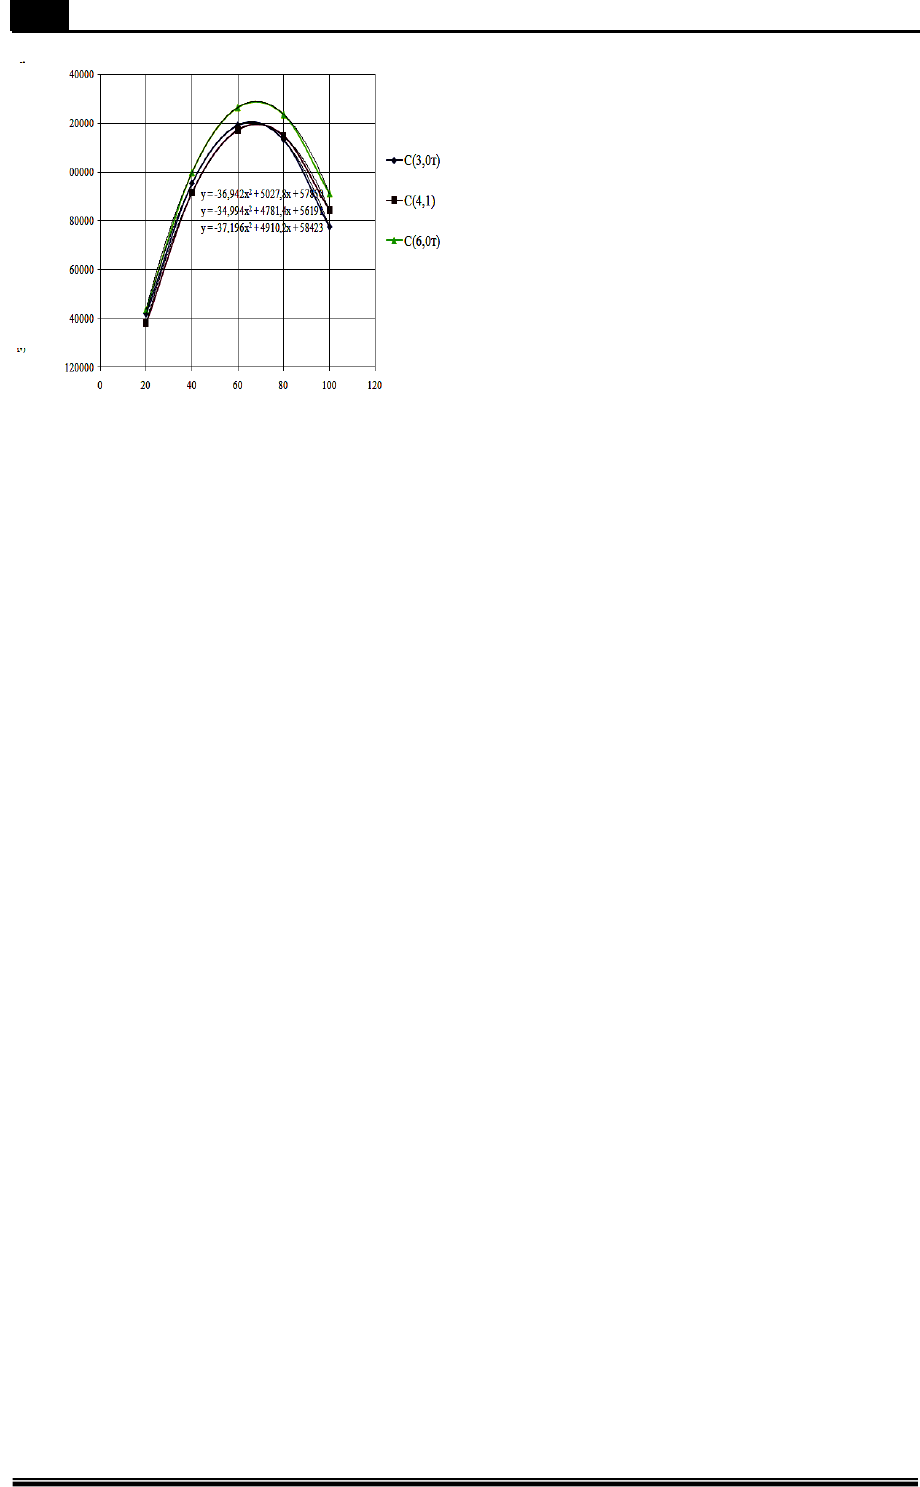 40000
20000
00000
80000
60000
40000
120000
0 20 40 60 80 100 120
y = -36,942x² + 5027,8x + 57850
y = -34,994x² + 4781,4x + 56191
y = -37,196x² + 4910,2x + 58423
C(3,0т)
C(4,1)
C(6,0т)